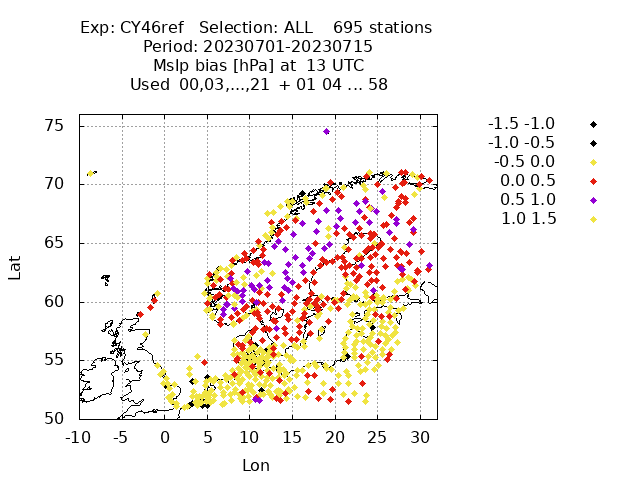 Exp: CY46ref   Selection: ALL    695 stations
Period: 20230701-20230715
Mslp bias [hPa] at  13 UTC
Used  00,03,...,21  + 01 04 ... 58
-1.5 -1.0
-1.0 -0.5
-0.5 0.0
0.0 0.5
0.5 1.0
1.0 1.5
75
70
65
60
55
50
Lat
-10 -5 0 5 10 15 20 25 30
Lon